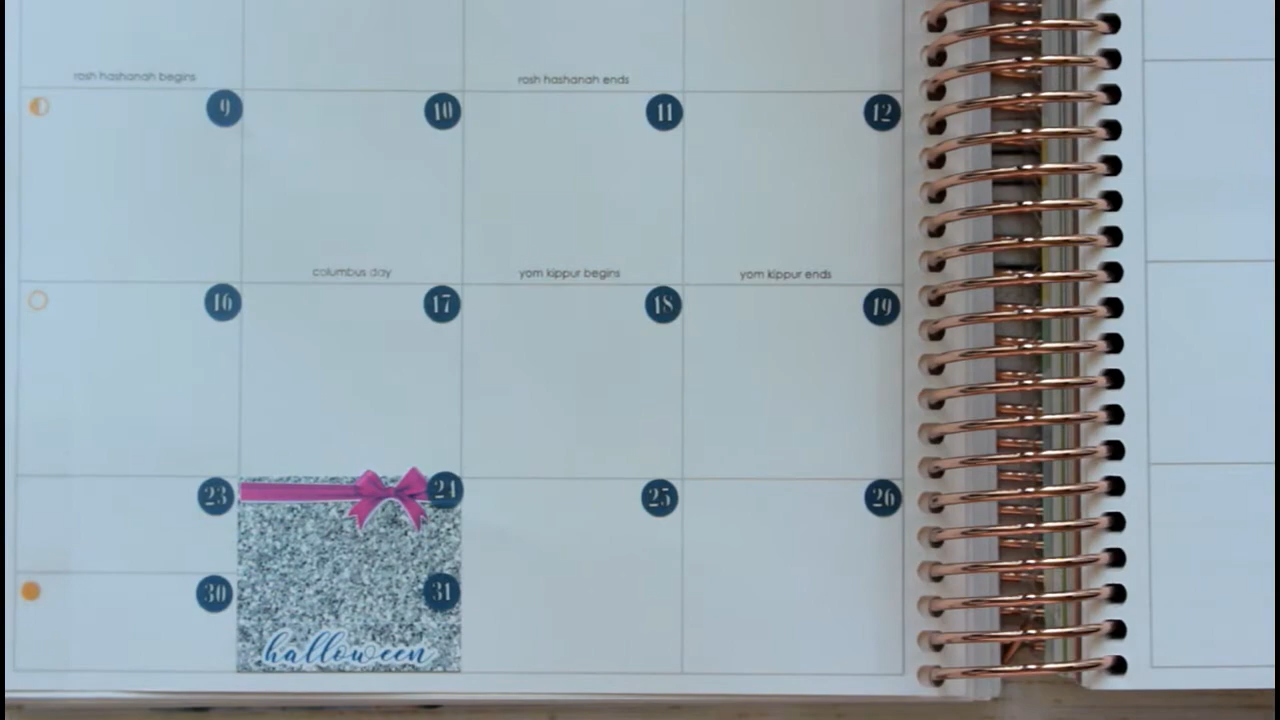 rosh hashanah begins
rosh hashanah ends
9
10
11
12
columbus day
yom kippur begins
yom kippur ends
16
17
18
19
23
24
25
26
30
31
halloween